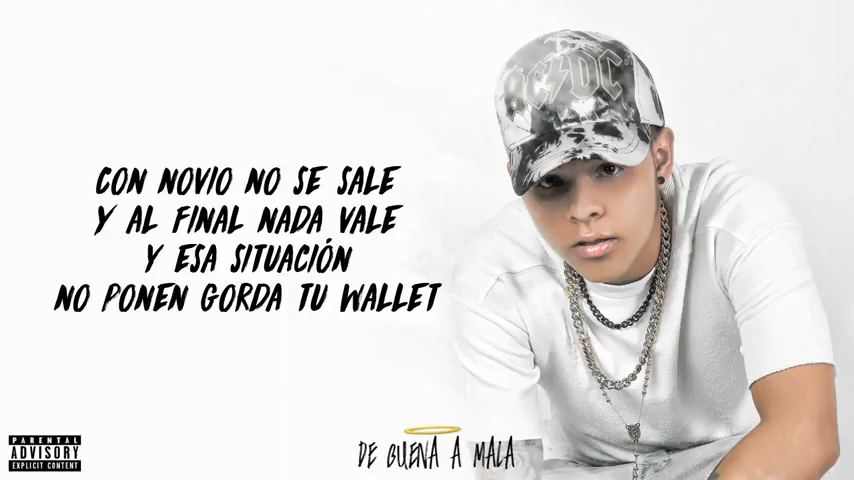 AC/DC
CON NOVIO NO SE SALE
Y AL FINAL NADA VALE
Y ESA SITUACIÓN
NO PONEN GORDA TU WALLET
DE BUENA A MALA
PARENTAL
ADVISORY
EXPLICIT CONTENT